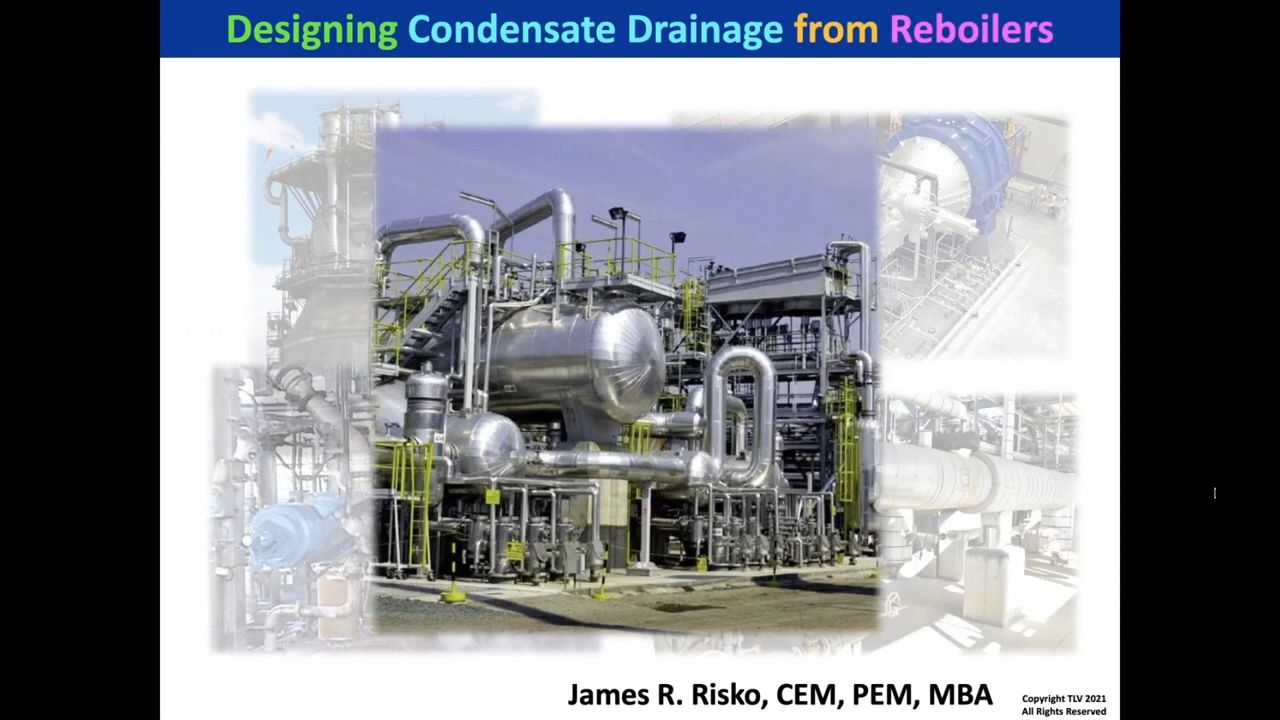 Designing Condensate Drainage from Reboilers
James R. Risko, CEM, PEM, MBA
Copyright TLV 2021
All Rights Reserved